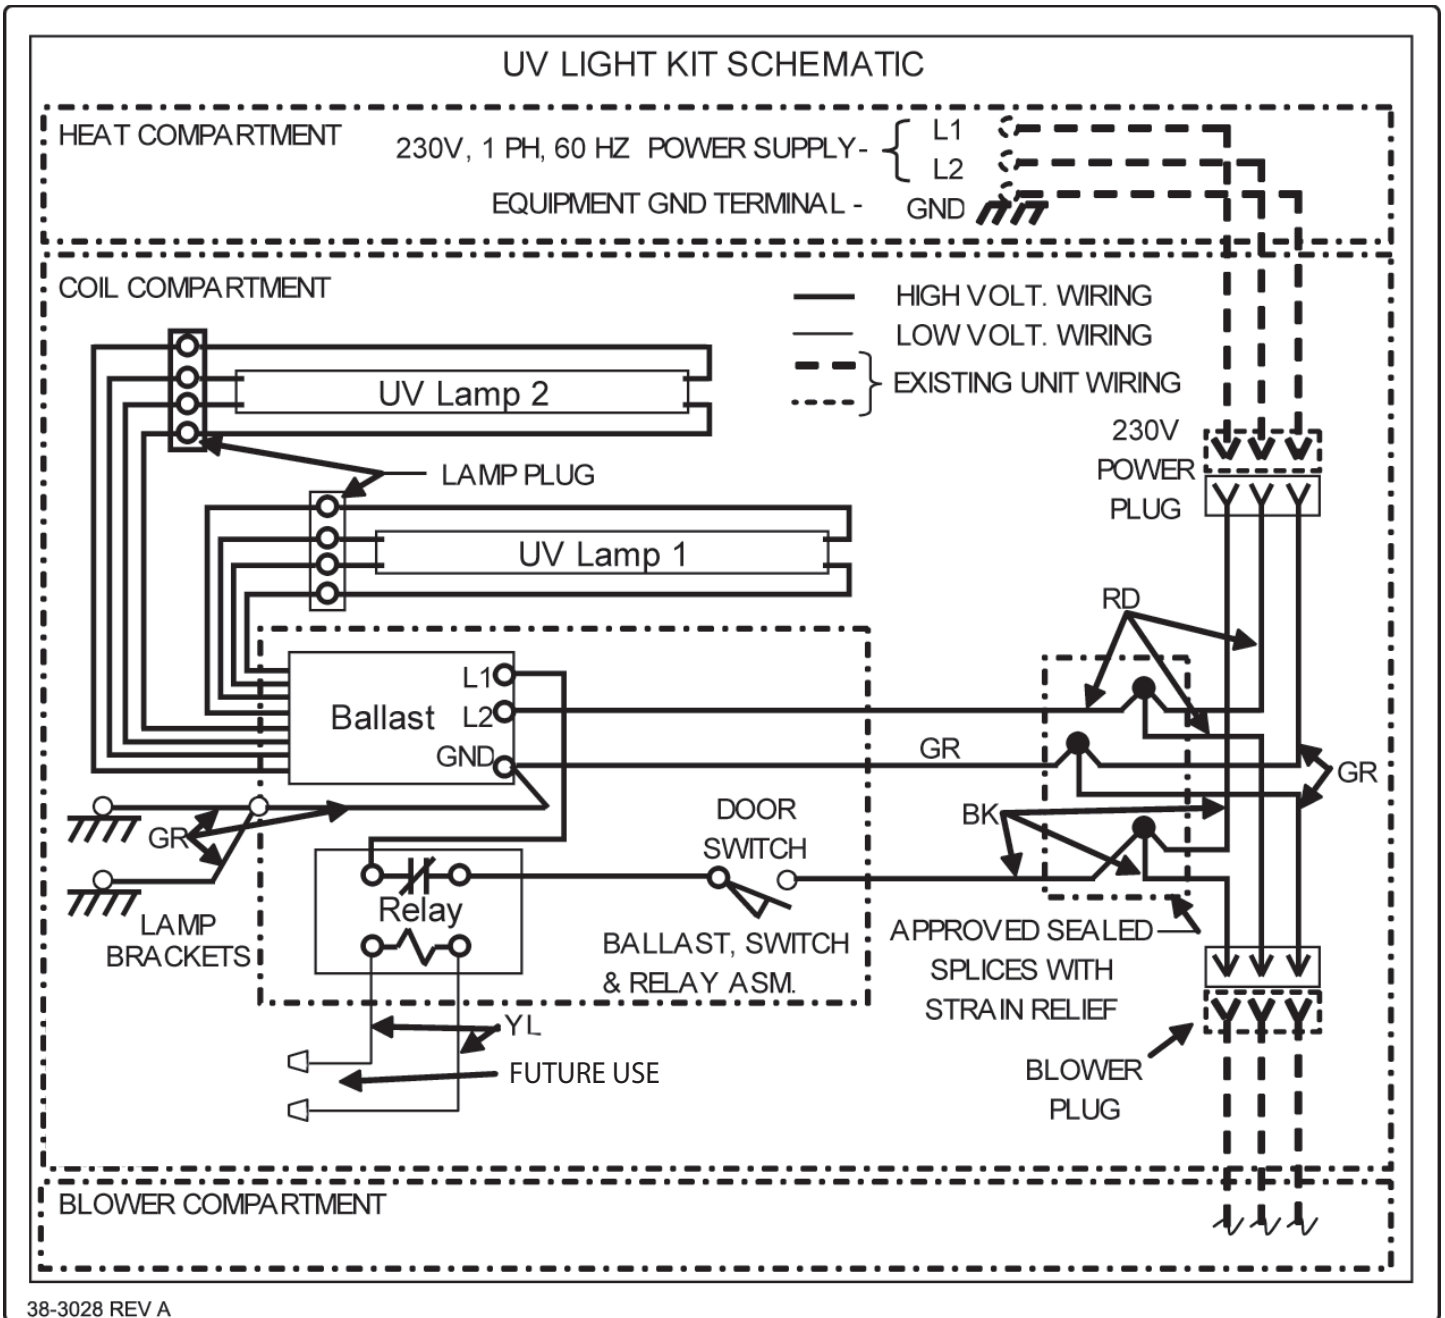 UV LIGHT KIT SCHEMATIC
HEAT COMPARTMENT
230V, 1 PH, 60 HZ POWER SUPPLY-
L1
L2
EQUIPMENT GND TERMINAL -
GND
COIL COMPARTMENT
HIGH VOLT. WIRING
LOW VOLT. WIRING
EXISTING UNIT WIRING
UV Lamp 2
230V
POWER
PLUG
LAMP PLUG
UV Lamp 1
RD
Ballast
L1
L2
GND
GR
GR
DOOR
SWITCH
BK
GR
LAMP
BRACKETS
Relay
BALLAST, SWITCH
& RELAY ASM.
APPROVED SEALED
SPLICES WITH
STRAIN RELIEF
YL
FUTURE USE
BLOWER
PLUG
BLOWER COMPARTMENT
38-3028 REV A